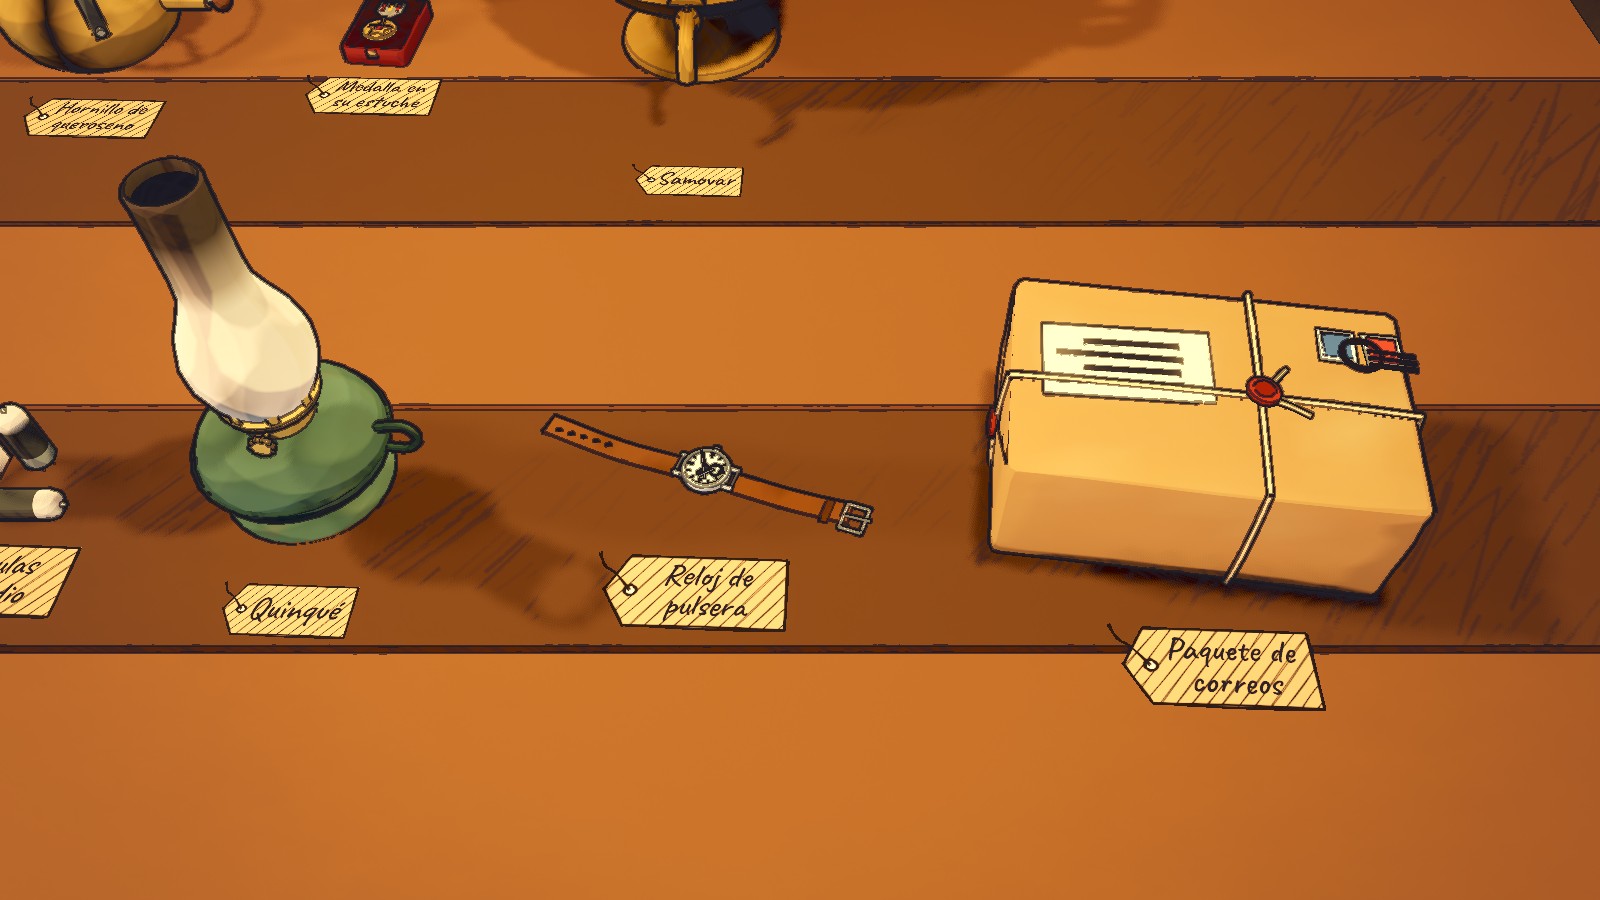 Hornillo de
queroseno
Medalla en
su estuche
Samovar
Quinqué
Reloj de
pulsera
Paquete de
correos